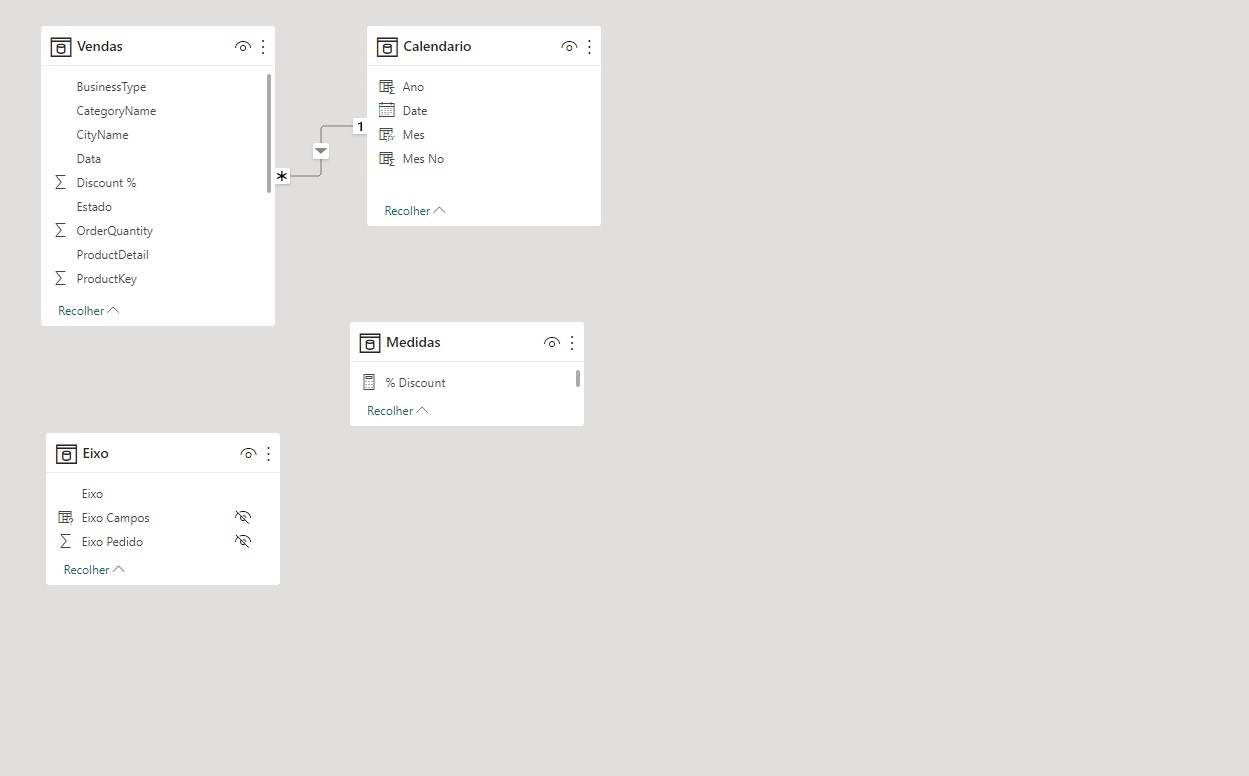 Vendas
BusinessType
CategoryName
CityName
Data
Discount %
Estado
OrderQuantity
ProductDetail
ProductKey
Recolher
*
1
Calendario
Ano
Date
Mes
Mes No
Recolher
Medidas
% Discount
Recolher
Eixo
Eixo
Eixo Campos
Eixo Pedido
Recolher